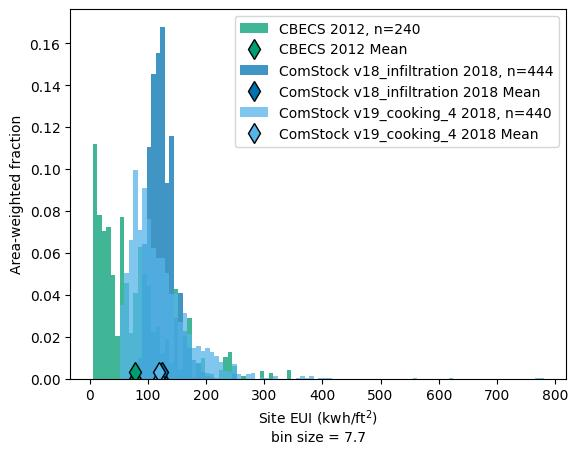 CBECS 2012, n=240
CBECS 2012 Mean
ComStock v18_infiltration 2018, n=444
ComStock v18_infiltration 2018 Mean
ComStock v19_cooking_4 2018, n=440
ComStock v19_cooking_4 2018 Mean
Area-weighted fraction
0.16
0.14
0.12
0.10
0.08
0.06
0.04
0.02
0.00
0 100 200 300 400 500 600 700 800
Site EUI (kwh/ft²)
bin size = 7.7